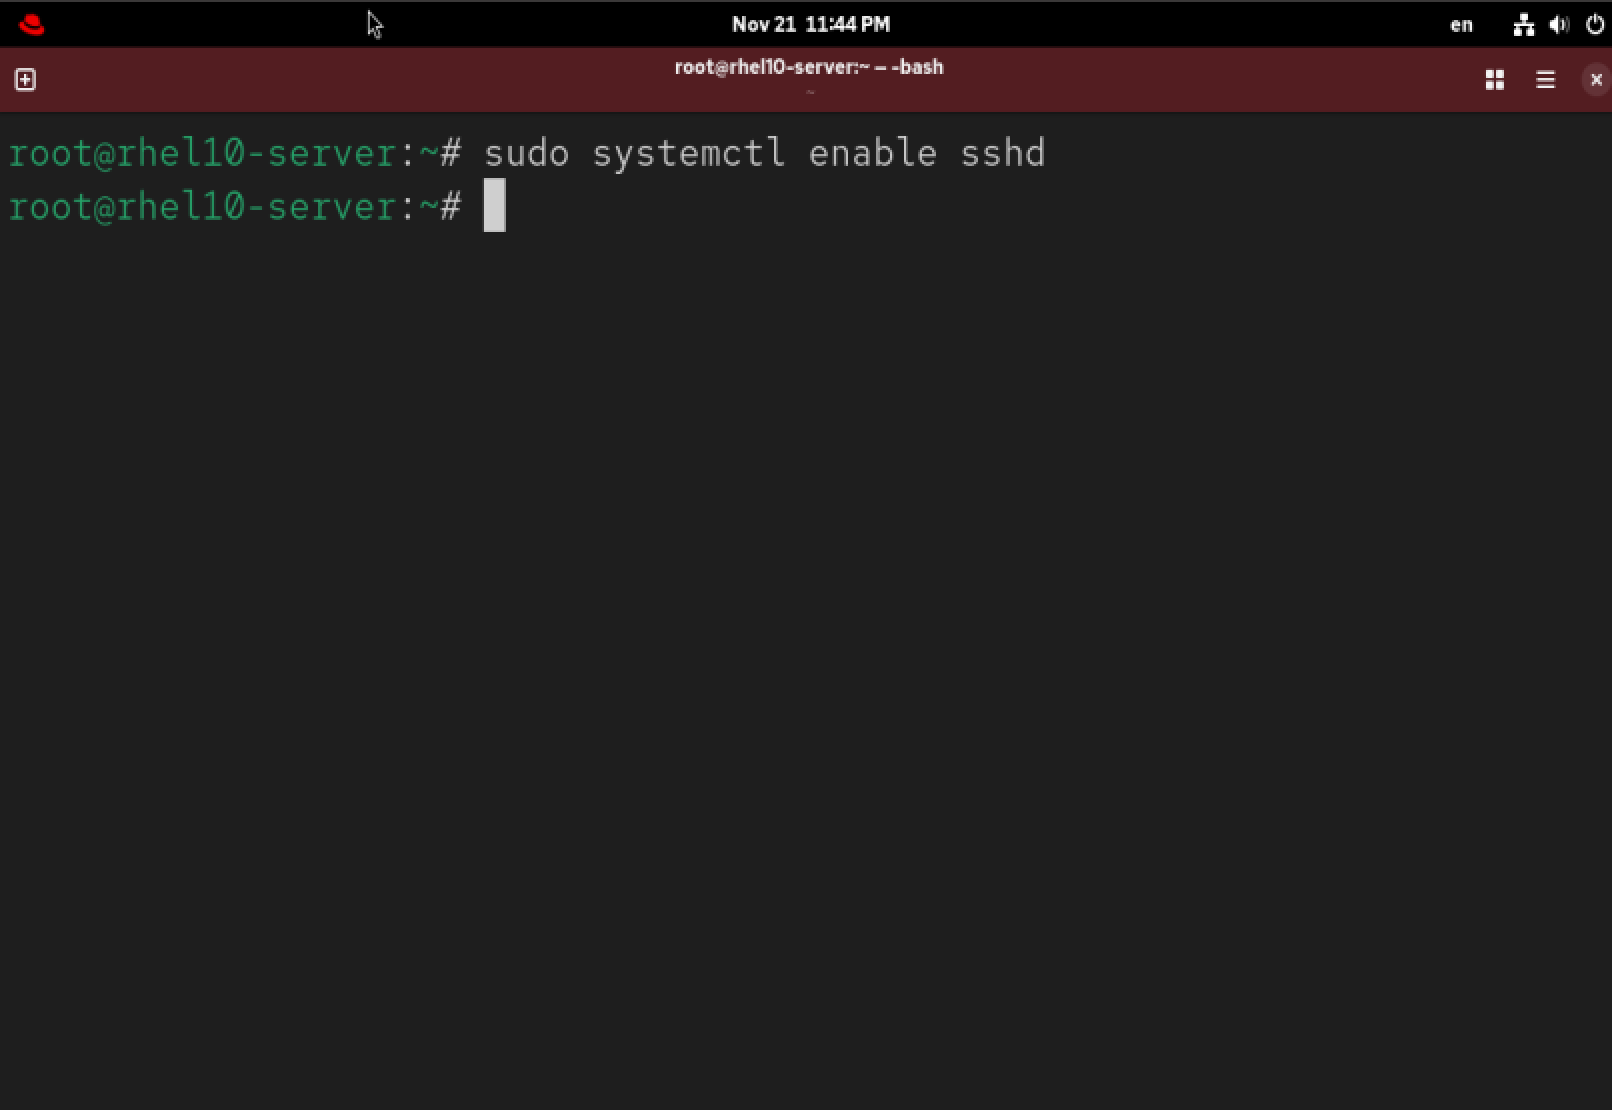 Nov 21 11:44 PM
en
root@rhel10-server:~ – -bash
~
root@rhel10-server:~# sudo systemctl enable sshd
root@rhel10-server:~#